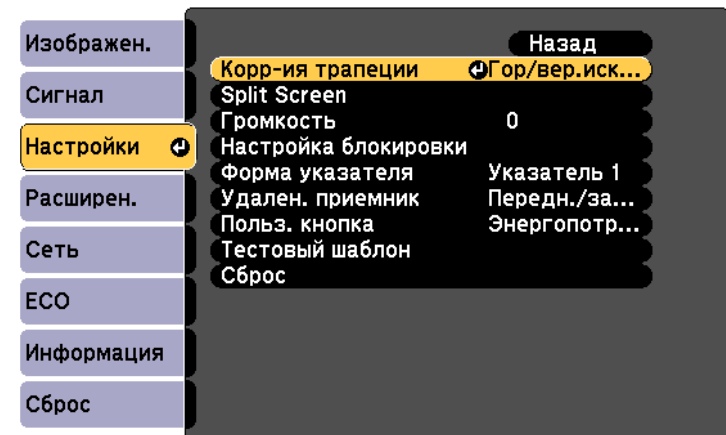 Изображен.
Сигнал
Настройки
Расширен.
Сеть
ECO
Информация
Сброс
Назад
Корр-ия трапеции Гор/вер.иск...
Split Screen
Громкость 0
Настройка блокировки
Форма указателя Указатель 1
Удален. приемник Передн./за...
Польз. кнопка Энергопотр...
Тестовый шаблон
Сброс